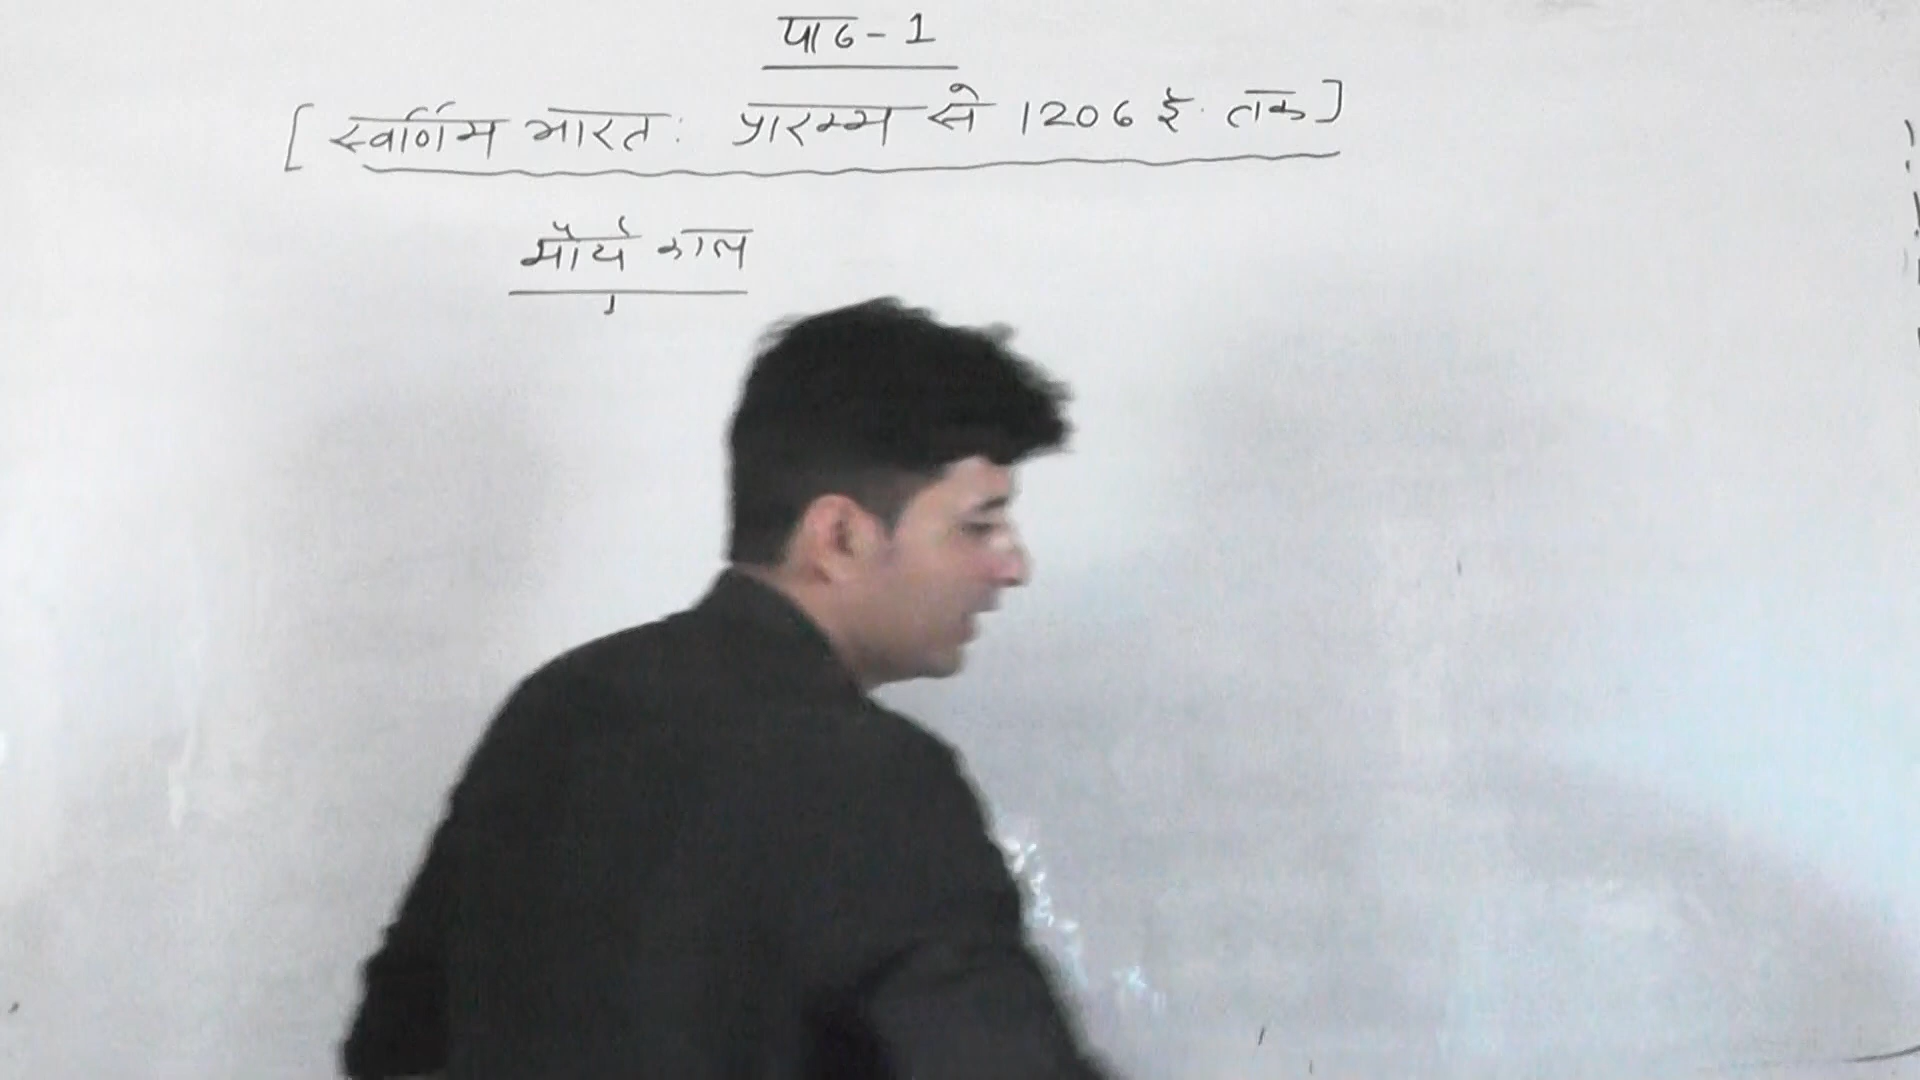 पाठ-1
[स्वर्णिम भारत: प्रारम्भ से 1206 ई. तक]
मौर्य काल